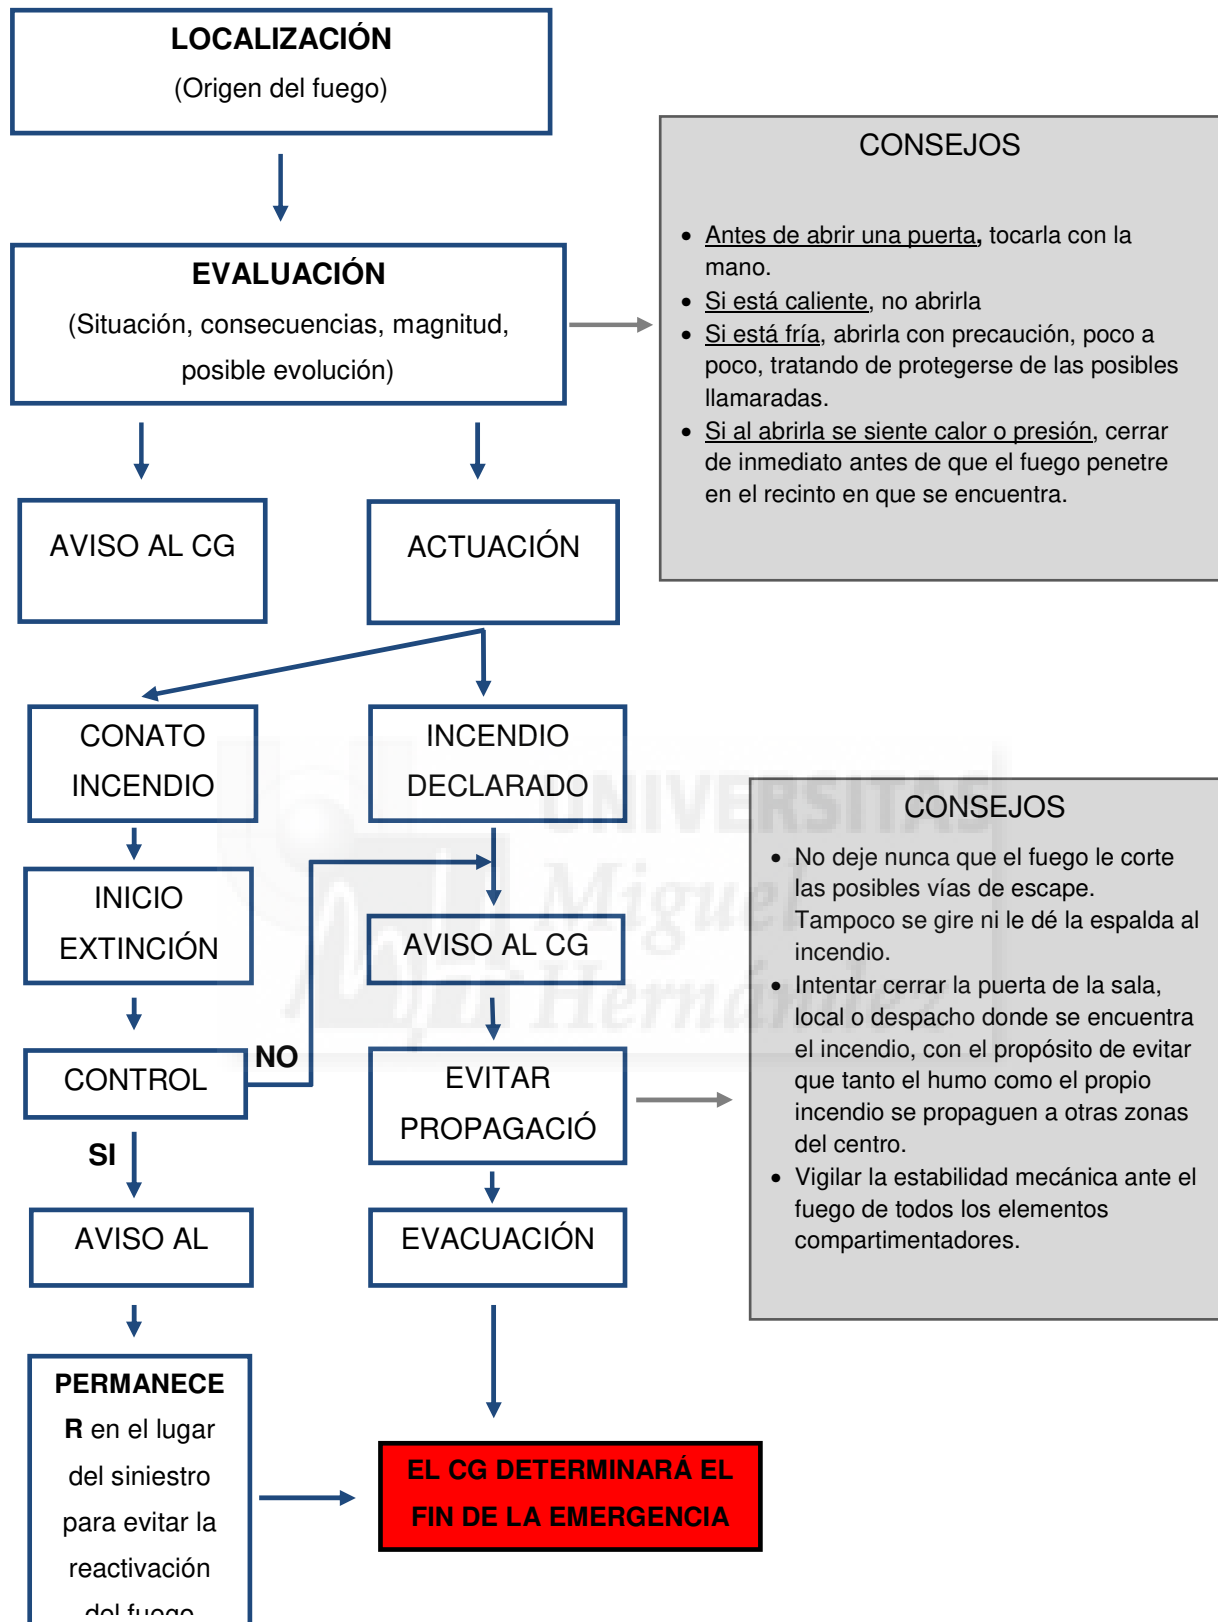 LOCALIZACIÓN
(Origen del fuego)
CONSEJOS
• Antes de abrir una puerta, tocarla con la
mano.
• Si está caliente, no abrirla
• Si está fría, abrirla con precaución, poco a
poco, tratando de protegerse de las posibles
llamaradas.
• Si al abrirla se siente calor o presión, cerrar
de inmediato antes de que el fuego penetre
en el recinto en que se encuentra.
EVALUACIÓN
(Situación, consecuencias, magnitud,
posible evolución)
AVISO AL CG
ACTUACIÓN
CONATO
INCENDIO
INCENDIO
DECLARADO
INICIO
EXTINCIÓN
AVISO AL CG
CONTROL
NO
SI
EVITAR
PROPAGACIÓ
CONSEJOS
• No deje nunca que el fuego le corte
las posibles vías de escape.
Tampoco se gire ni le dé la espalda al
incendio.
• Intentar cerrar la puerta de la sala,
local o despacho donde se encuentra
el incendio, con el propósito de evitar
que tanto el humo como el propio
incendio se propaguen a otras zonas
del centro.
• Vigilar la estabilidad mecánica ante el
fuego de todos los elementos
compartimentadores.
AVISO AL
EVACUACIÓN
PERMANECE
R en el lugar
del siniestro
para evitar la
reactivación
del fuego
EL CG DETERMINARÁ EL
FIN DE LA EMERGENCIA
UNIVERSITAS
Miguel
Hernández